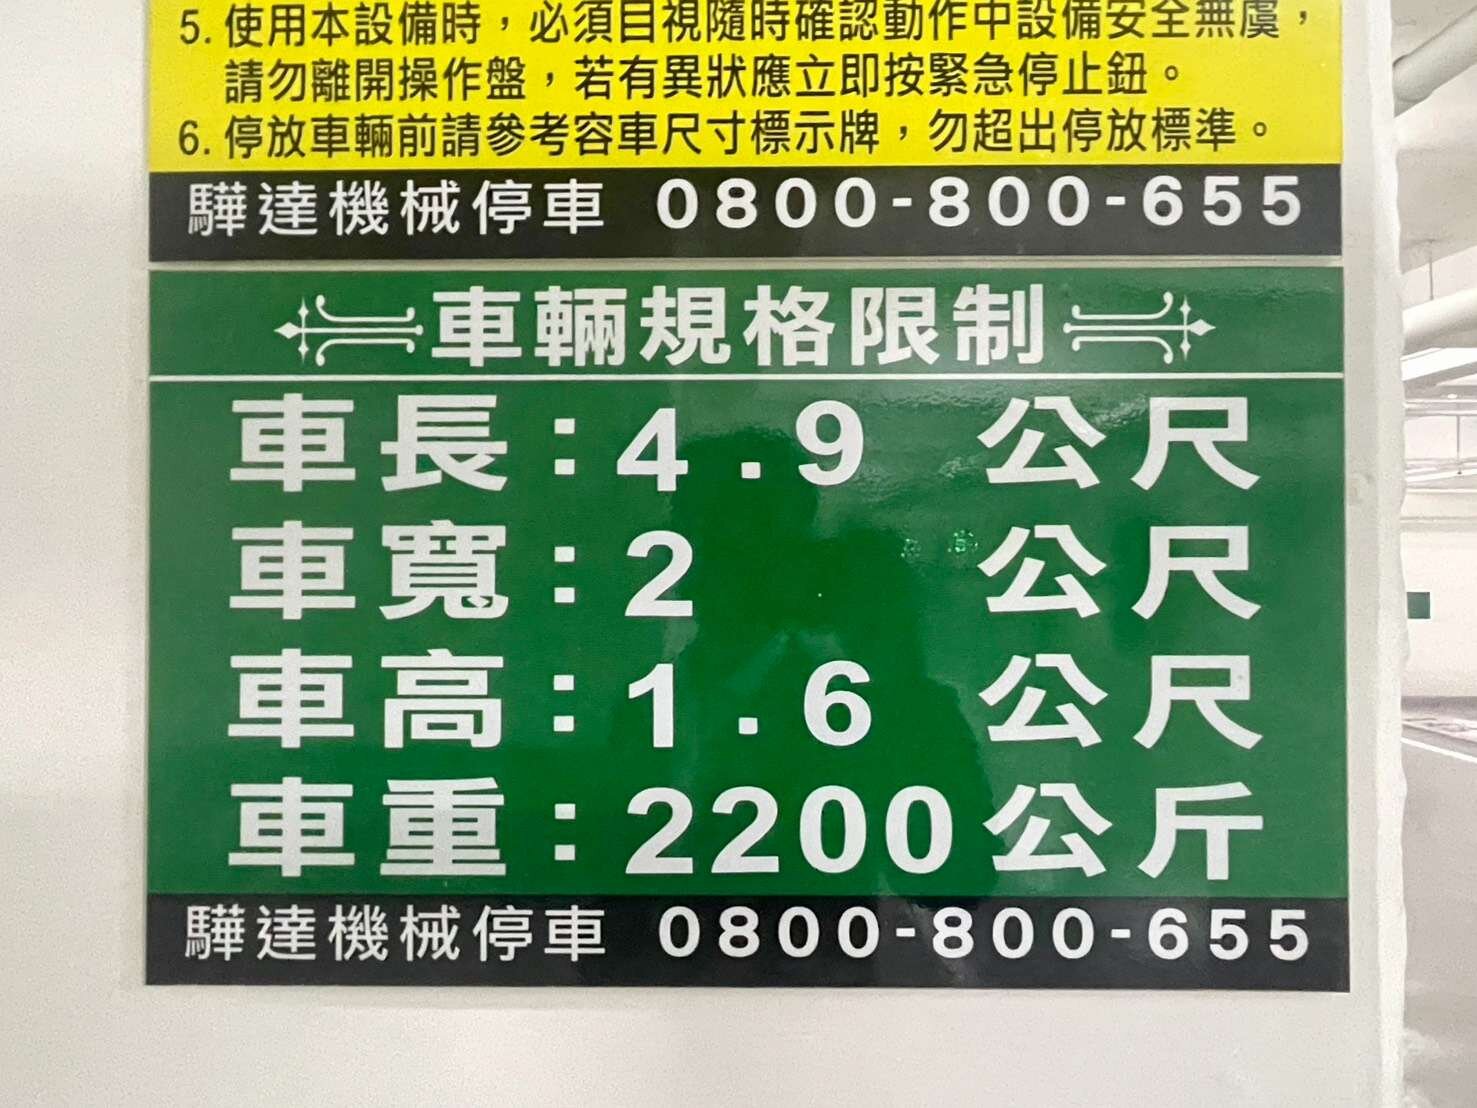 5. 使用本設備時，必須目視隨時確認動作中設備安全無虞，
請勿離開操作盤，若有異狀應立即按緊急停止鈕。
6. 停放車輛前請參考容車尺寸標示牌，勿超出停放標準。
驊達機械停車 0800-800-655
車輛規格限制
車長：4.9 公尺
車寬：2 公尺
車高：1.6 公尺
車重：2200公斤
驊達機械停車 0800-800-655